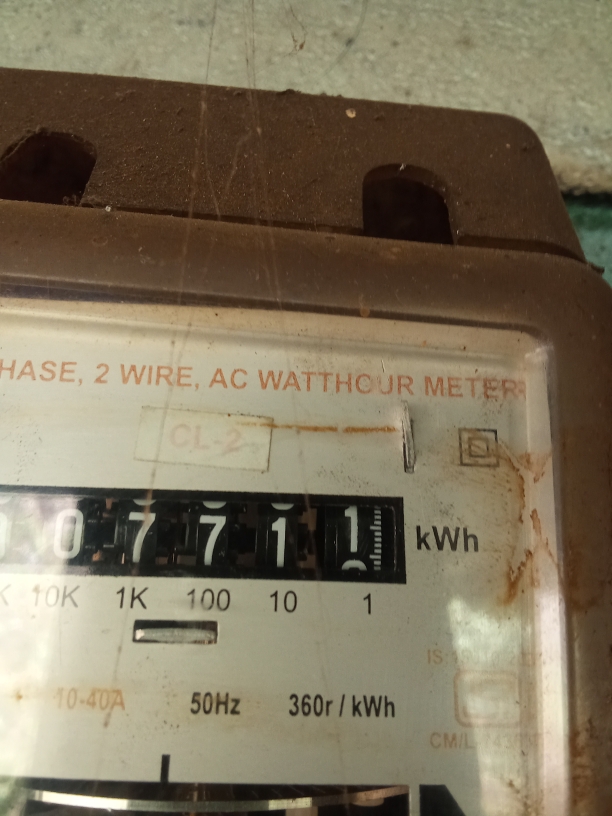 HASE, 2 WIRE, AC WATTHOUR METER
CL-2
0 0 7 7 1 1 kWh
K 10K 1K 100 10 1
10-40A 50Hz 360r / kWh